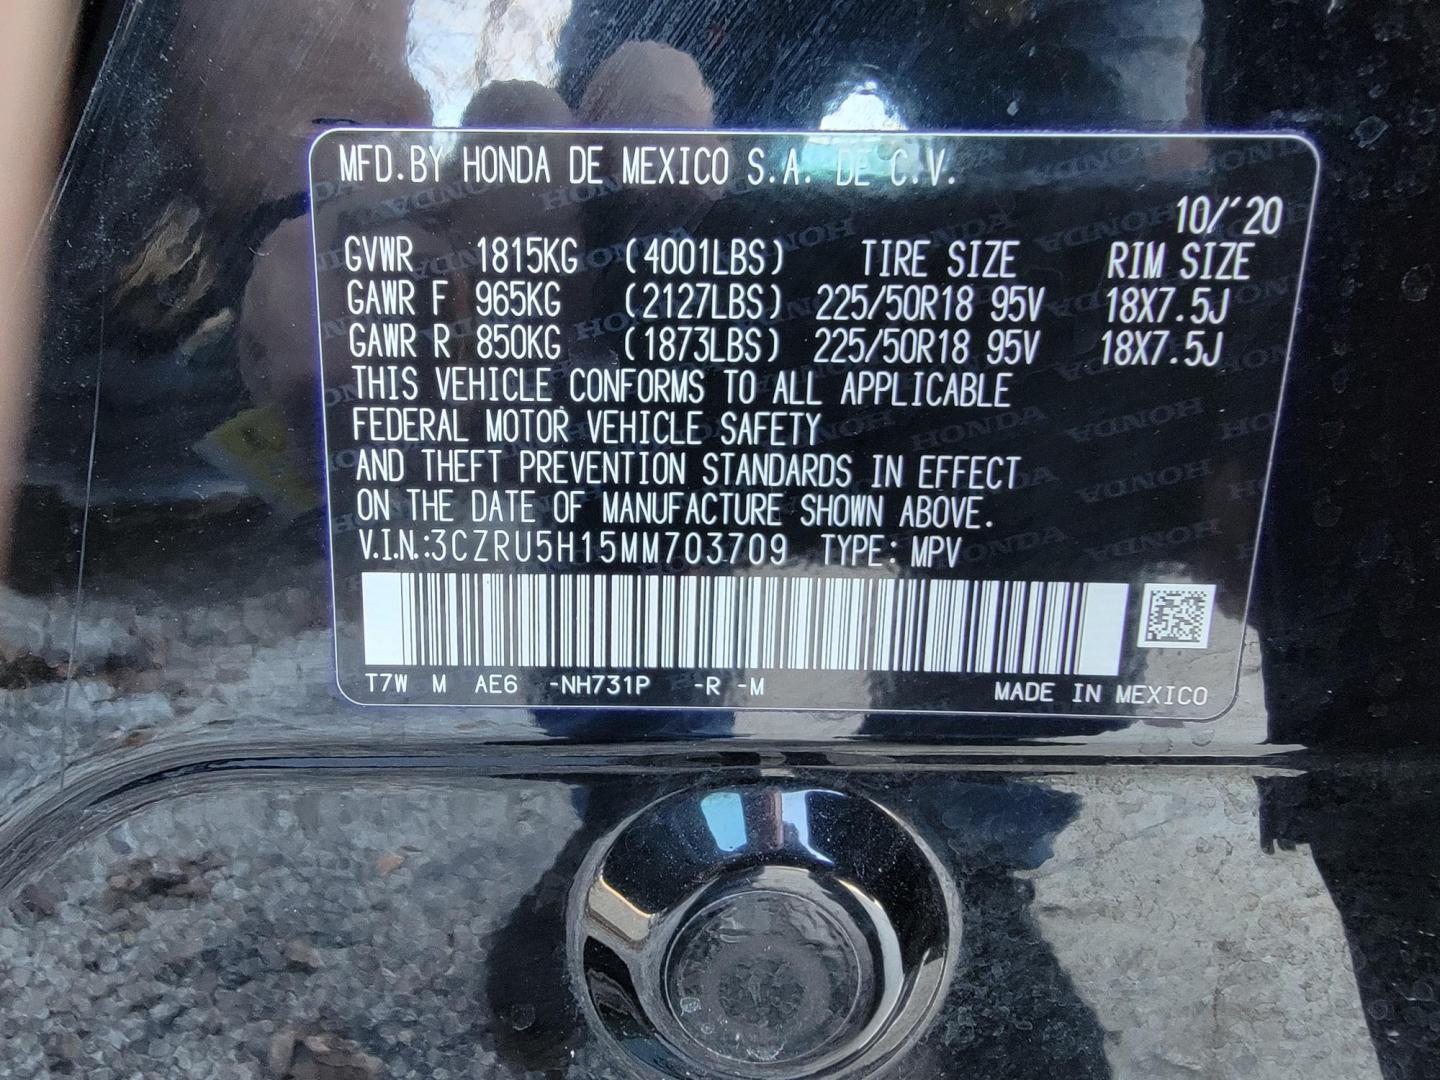 MFD.BY HONDA DE MEXICO S.A. DE C.V.
10/'20
GVWR 1815KG (4001LBS) TIRE SIZE RIM SIZE
GAWR F 965KG (2127LBS) 225/50R18 95V 18X7.5J
GAWR R 850KG (1873LBS) 225/50R18 95V 18X7.5J
THIS VEHICLE CONFORMS TO ALL APPLICABLE
FEDERAL MOTOR VEHICLE SAFETY
AND THEFT PREVENTION STANDARDS IN EFFECT
ON THE DATE OF MANUFACTURE SHOWN ABOVE.
V.I.N.:3CZRU5H15MM703709 TYPE: MPV
T7W M AE6 -NH731P -R -M MADE IN MEXICO